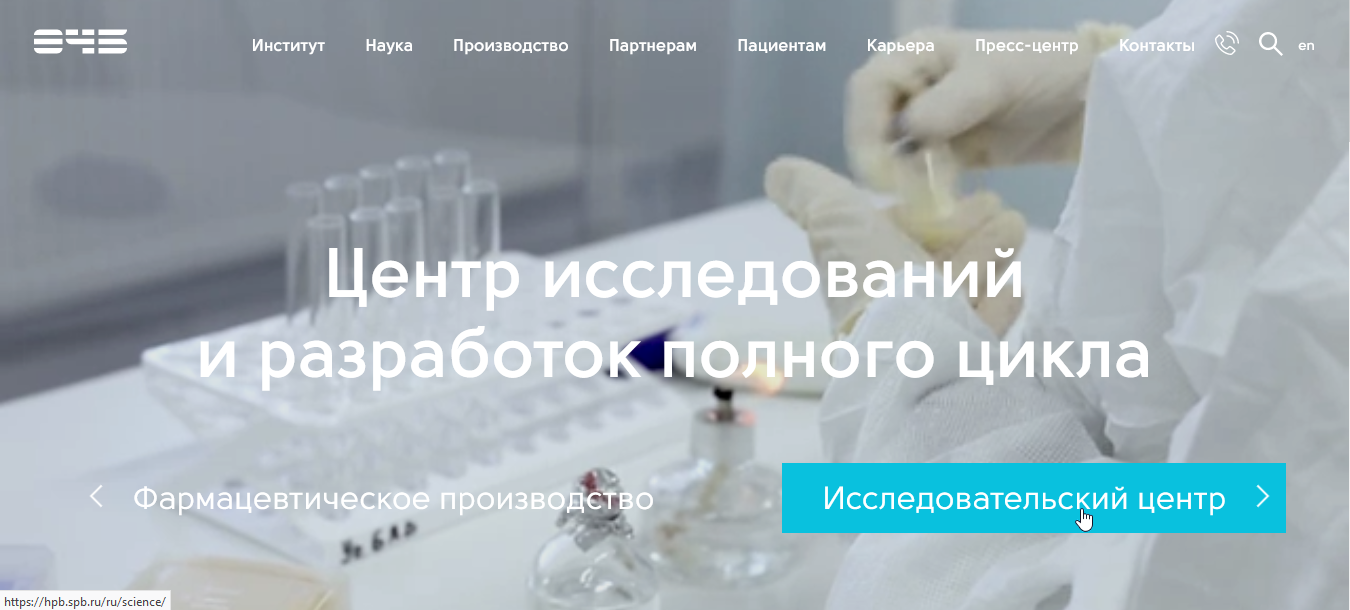 Институт Наука Производство Партнерам Пациентам Карьера Пресс-центр Контакты en
Центр исследований
и разработок полного цикла
Фармацевтическое производство
Исследовательский центр
https://hpb.spb.ru/ru/science/